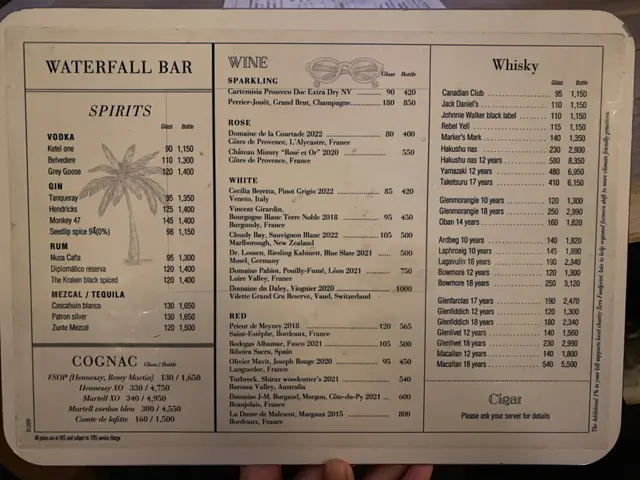 WATERFALL BAR
SPIRITS
Glass Bottle
VODKA
Ketel one 95 1,150
Belvedere 110 1,300
Grey Goose 120 1,400
GIN
Tanqueray 95 1,350
Hendricks 125 1,400
Monkey 47 145 1,400
Seedlip spice 94(0%) 98 1,150
RUM
Nusa Caña 95 1,300
Diplomático reserva 120 1,400
The Kraken black spiced 120 1,400
MEZCAL / TEQUILA
Cascahuin blanco 130 1,650
Patron silver 130 1,650
Zunte Mezcal 120 1,500
COGNAC Glass / Bottle
VSOP (Hennessy, Remy Martin) 130 / 1,650
Hennessy XO 330 / 4,750
Martell XO 340 / 4,950
Martell cordon bleu 300 / 4,550
Comte de lafitte 160 / 1,500
WINE
Glass Bottle
SPARKLING
Cartemisia Prosecco Doc Extra Dry NV 90 420
Perrier-Jouët, Grand Brut, Champagne 180 850
ROSE
Domaine de la Courtade 2022 80 400
Côtes de Provence, L'Alycastre, France
Château Minuty "Rosé et Or" 2020 550
Côtes de Provence, France
WHITE
Cecilia Beretta, Pinot Grigio 2022 85 420
Veneto, Italy
Vincent Girardin,
Bourgogne Blanc Terre Noble 2018 95 450
Burgundy, France
Cloudy Bay, Sauvignon Blanc 2022 105 500
Marlborough, New Zealand
Dr. Loosen, Riesling Kabinett, Blue Slate 2021 500
Mosel, Germany
Domaine Pabiot, Pouilly-Fumé, Léon 2021 750
Loire Valley, France
Domaine du Daley, Viognier 2020 1000
Vilette Grand Cru Reserve, Vaud, Switzerland
RED
Prieur de Meyney 2018 120 565
Saint-Estèphe, Bordeaux, France
Bodegas Albamar, Fusco 2021 105 500
Ribeira Sacra, Spain
Olivier Mavit, Joseph Rouge 2020 95 450
Languedoc, France
Torbreck, Shiraz woodcutter's 2021 540
Barossa Valley, Australia
Domaine J-M, Burgaud, Morgon, Côte-du-Py 2021 600
Beaujolais, France
La Dame de Malescot, Margaux 2015 800
Bordeaux, France
Whisky
Glass Bottle
Canadian Club 95 1,150
Jack Daniel's 110 1,150
Johnnie Walker black label 110 1,150
Rebel Yell 115 1,150
Marker's Mark 140 1,350
Hakushu nas 230 2,900
Hakushu nas 12 years 580 8,350
Yamazaki 12 years 480 6,950
Taketsuru 17 years 410 6,150
Glenmorangie 10 years 120 1,300
Glenmorangie 18 years 250 2,990
Oban 14 years 160 1,820
Ardbeg 10 years 140 1,820
Laphroaig 10 years 145 1,890
Lagavulin 16 years 190 2,340
Bowmore 12 years 120 1,300
Bowmore 18 years 250 3,120
Glenfarclas 17 years 190 2,470
Glenfiddich 12 years 120 1,300
Glenfiddich 18 years 180 2,340
Glenlivet 12 years 140 1,560
Glenlivet 18 years 230 2,990
Macallan 12 years 140 1,800
Macallan 18 years 540 5,500
Cigar
Please ask your server for details